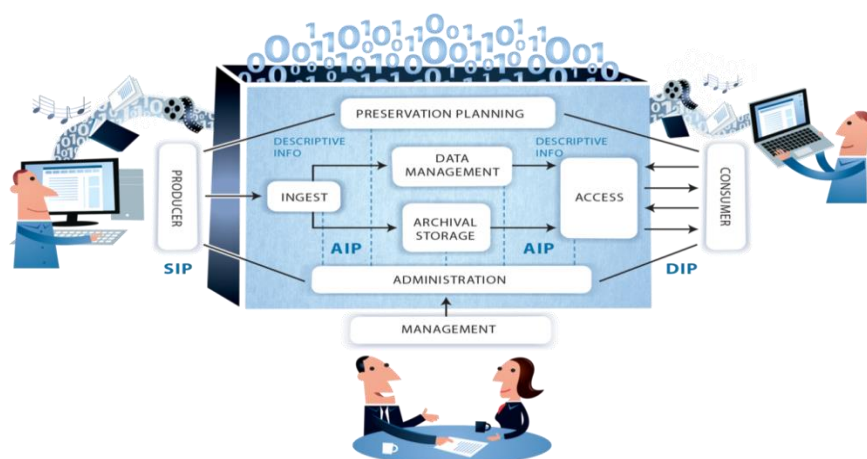 PRESERVATION PLANNING
DESCRIPTIVE
INFO
DESCRIPTIVE
INFO
DATA
MANAGEMENT
PRODUCER
INGEST
ACCESS
CONSUMER
ARCHIVAL
STORAGE
AIP
AIP
SIP
DIP
ADMINISTRATION
MANAGEMENT